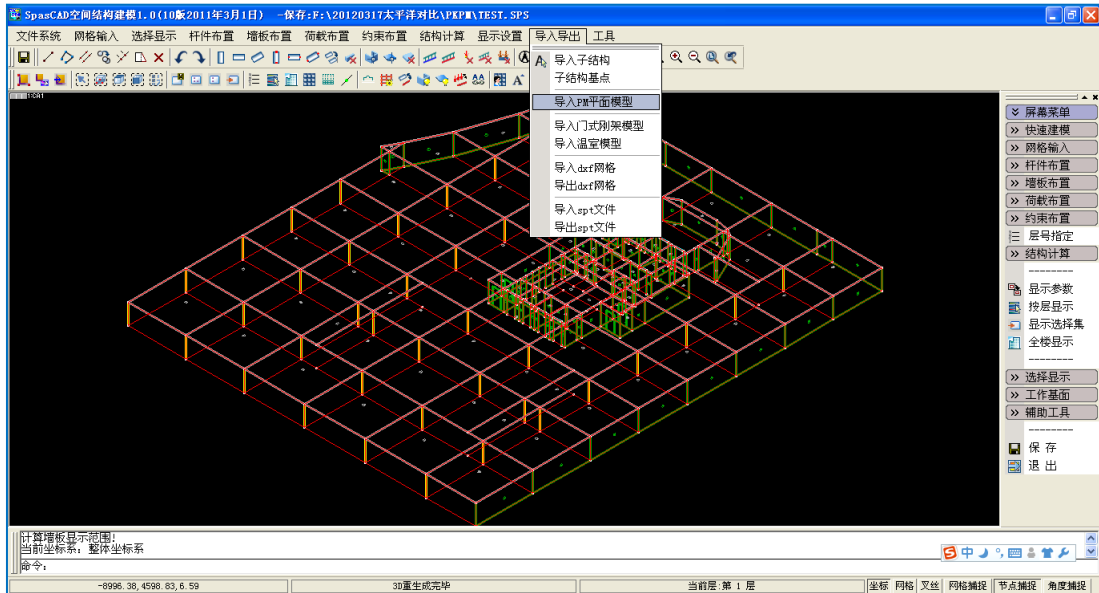 SpasCAD空间结构建模1.0(10版2011年3月1日) -保存:F:\20120317太平洋对比\PKPM\TEST.SPS
文件系统 网格输入 选择显示 杆件布置 墙板布置 荷载布置 约束布置 结构计算 显示设置 导入导出 工具
导入子结构
子结构基点
导入PM平面模型
导入门式刚架模型
导入温室模型
导入dxf网格
导出dxf网格
导入spt文件
导出spt文件
屏幕菜单
快速建模
网格输入
杆件布置
墙板布置
荷载布置
约束布置
层号指定
结构计算
--------
显示参数
按层显示
显示选择集
全楼显示
--------
选择显示
工作基面
辅助工具
--------
保 存
退 出
计算墙板显示范围!
当前坐标系: 整体坐标系
命令:
中
-8996.38,4598.83,6.59 3D重生成完毕 当前层:第 1 层 坐标 网格 叉丝 网格捕捉 节点捕捉 角度捕捉